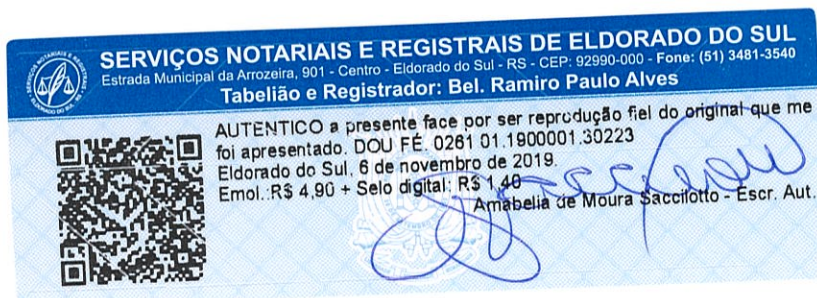 SERVIÇOS NOTARIAIS E REGISTRAIS DE ELDORADO DO SUL
Estrada Municipal da Arrozeira, 901 - Centro - Eldorado do Sul - RS - CEP: 92990-000 - Fone: (51) 3481-3540
Tabelião e Registrador: Bel. Ramiro Paulo Alves
AUTENTICO a presente face por ser reprodução fiel do original que me
foi apresentado. DOU FÉ. 0261 01.1900001.30223
Eldorado do Sul, 6 de novembro de 2019.
Emol.:R$ 4,90 + Selo digital: R$ 1,40
Amabelia de Moura Saccilotto - Escr. Aut.